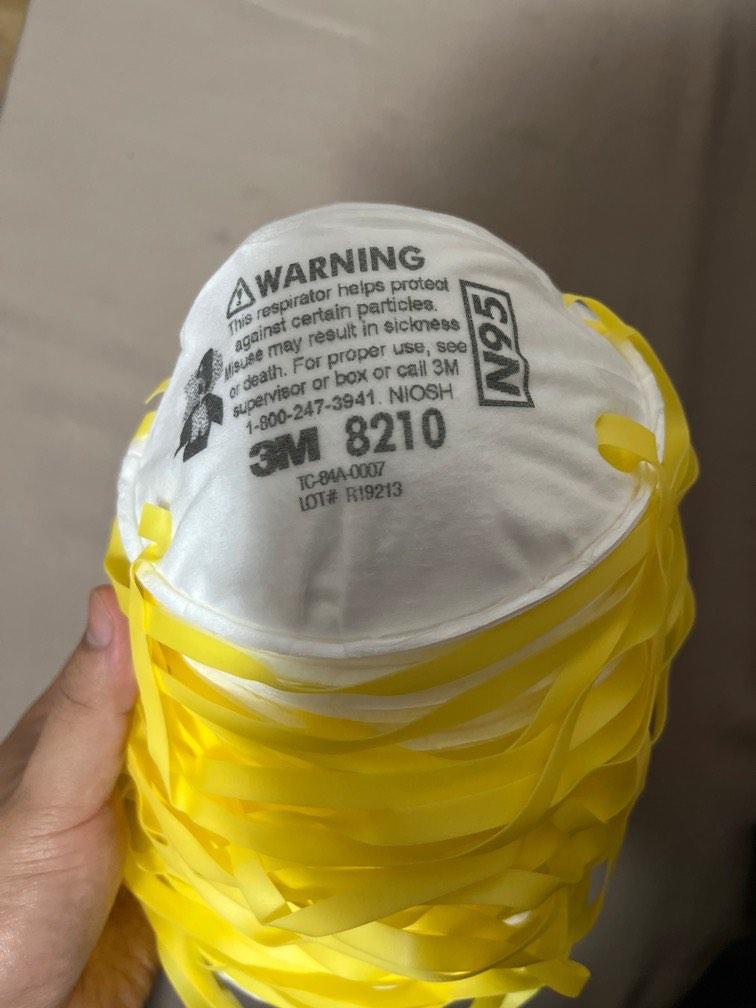 WARNING
This respirator helps protect
against certain particles.
Misuse may result in sickness
or death. For proper use, see
supervisor or box or call 3M
1-800-247-3941. NIOSH
3M 8210
TC-84A-0007
LOT# R19213
N95